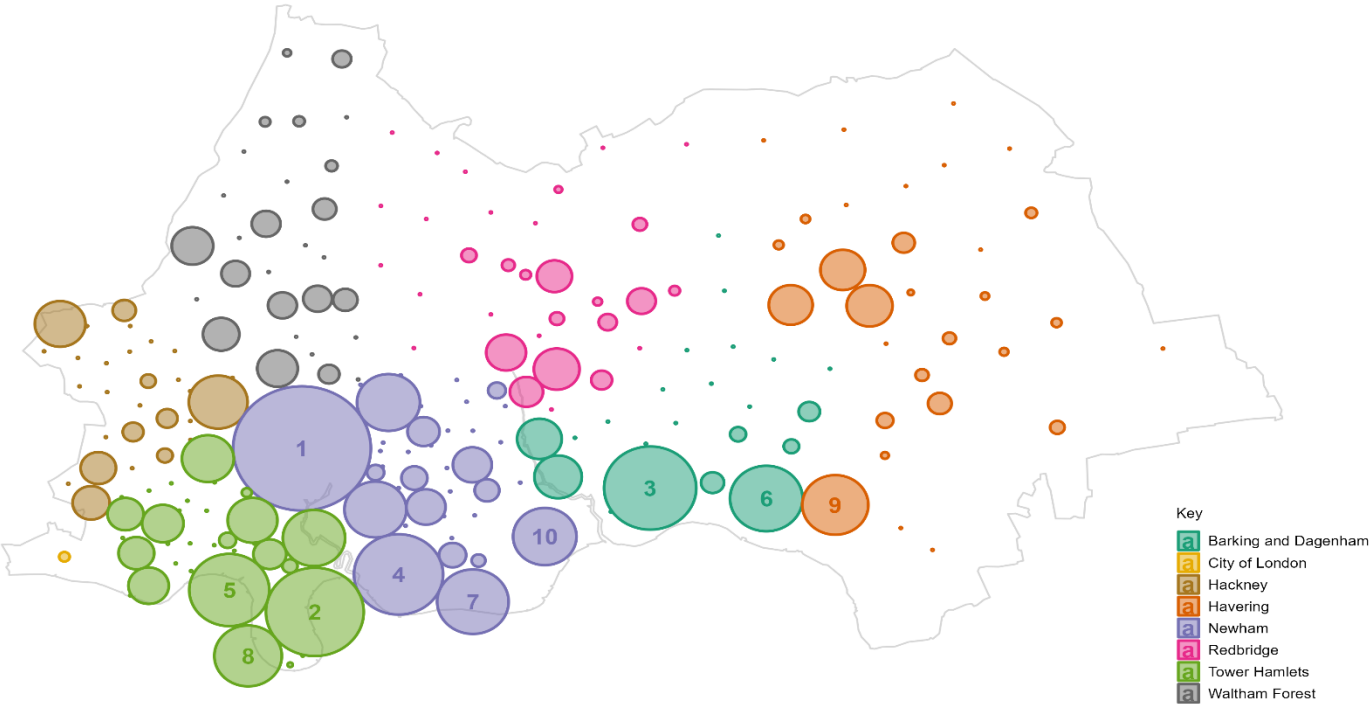 1
3
6
9
10
4
5
7
2
8
Key
a Barking and Dagenham
a City of London
a Hackney
a Havering
a Newham
a Redbridge
a Tower Hamlets
a Waltham Forest